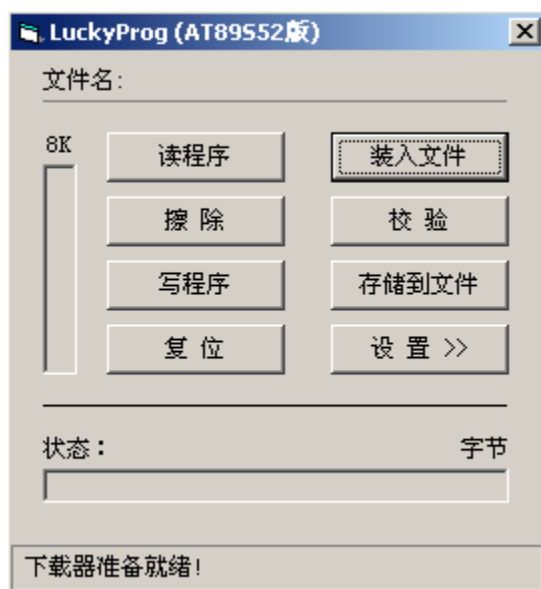 LuckyProg (AT89S52版)
文件名:
8K
读程序
装入文件
擦 除
校 验
写程序
存储到文件
复 位
设 置 >>
状态：
字节
下载器准备就绪!